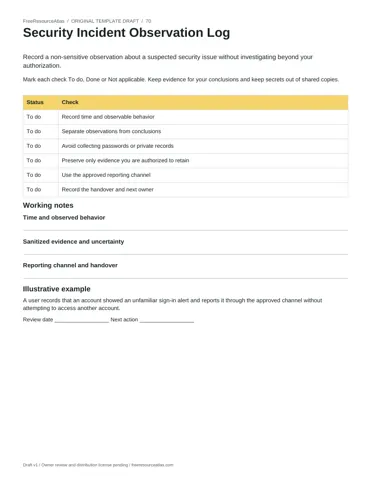 FreeResourceAtlas / ORIGINAL TEMPLATE DRAFT / 70
Security Incident Observation Log
Record a non-sensitive observation about a suspected security issue without investigating beyond your
authorization.
Mark each check To do, Done or Not applicable. Keep evidence for your conclusions and keep secrets out of shared copies.
Status Check
To do Record time and observable behavior
To do Separate observations from conclusions
To do Avoid collecting passwords or private records
To do Preserve only evidence you are authorized to retain
To do Use the approved reporting channel
To do Record the handover and next owner
Working notes
Time and observed behavior
Sanitized evidence and uncertainty
Reporting channel and handover
Illustrative example
A user records that an account showed an unfamiliar sign-in alert and reports it through the approved channel without
attempting to access another account.
Review date __________________ Next action __________________
Draft v1 / Owner review and distribution license pending / freeresourceatlas.com